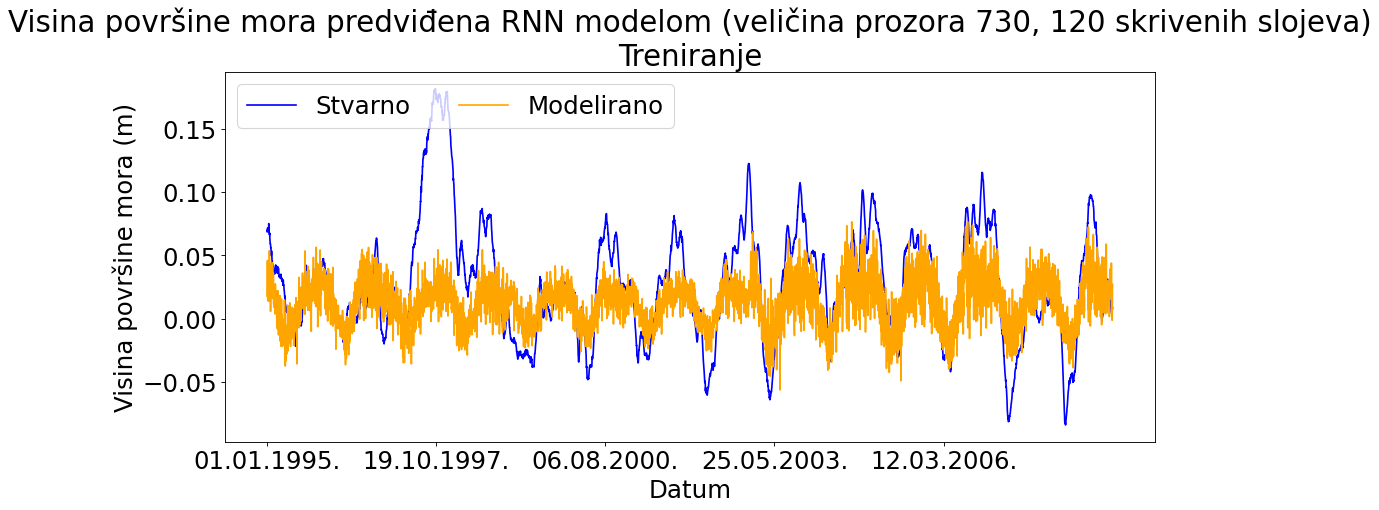 Visina površine mora predviđena RNN modelom (veličina prozora 730, 120 skrivenih slojeva)
Treniranje
Stvarno
Modelirano
Visina površine mora (m)
0.15
0.10
0.05
0.00
−0.05
01.01.1995.
19.10.1997.
06.08.2000.
25.05.2003.
12.03.2006.
Datum